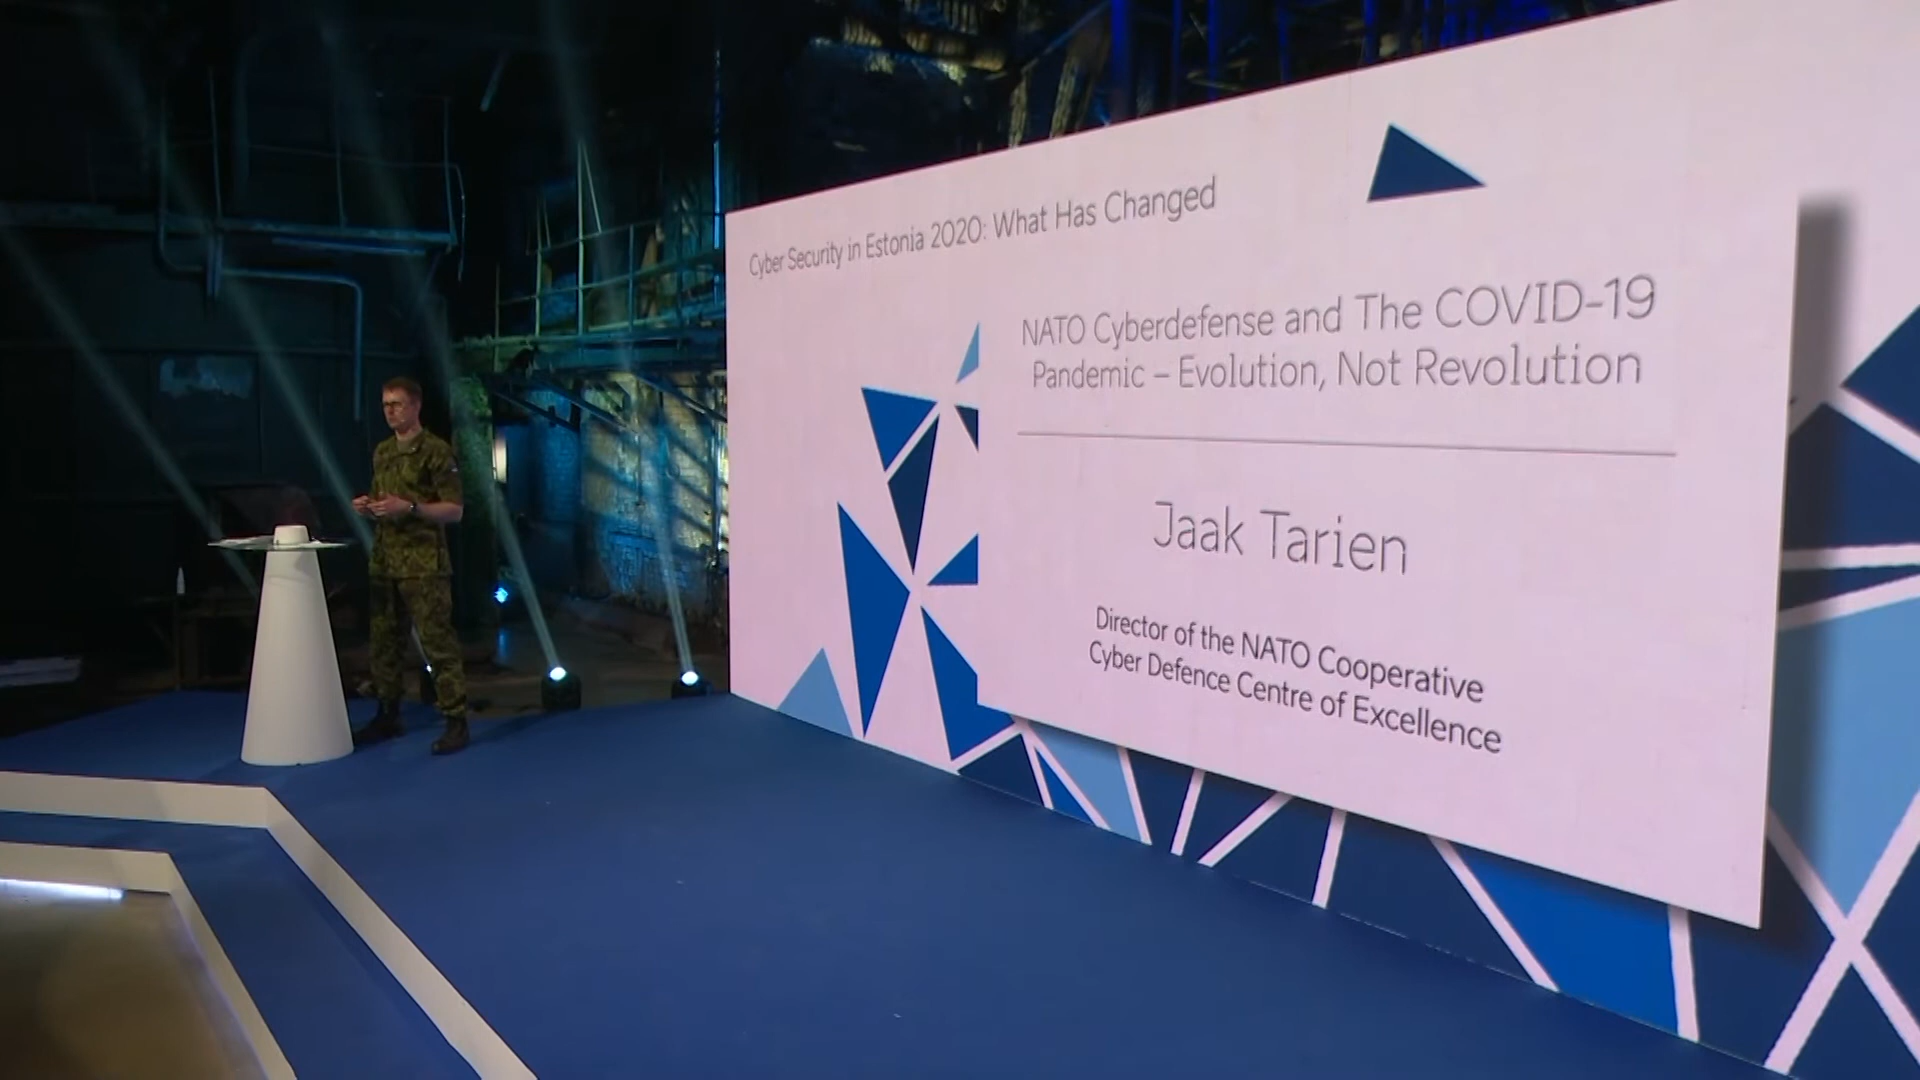 Cyber Security in Estonia 2020: What Has Changed
NATO Cyberdefense and The COVID-19
Pandemic – Evolution, Not Revolution
Jaak Tarien
Director of the NATO Cooperative
Cyber Defence Centre of Excellence